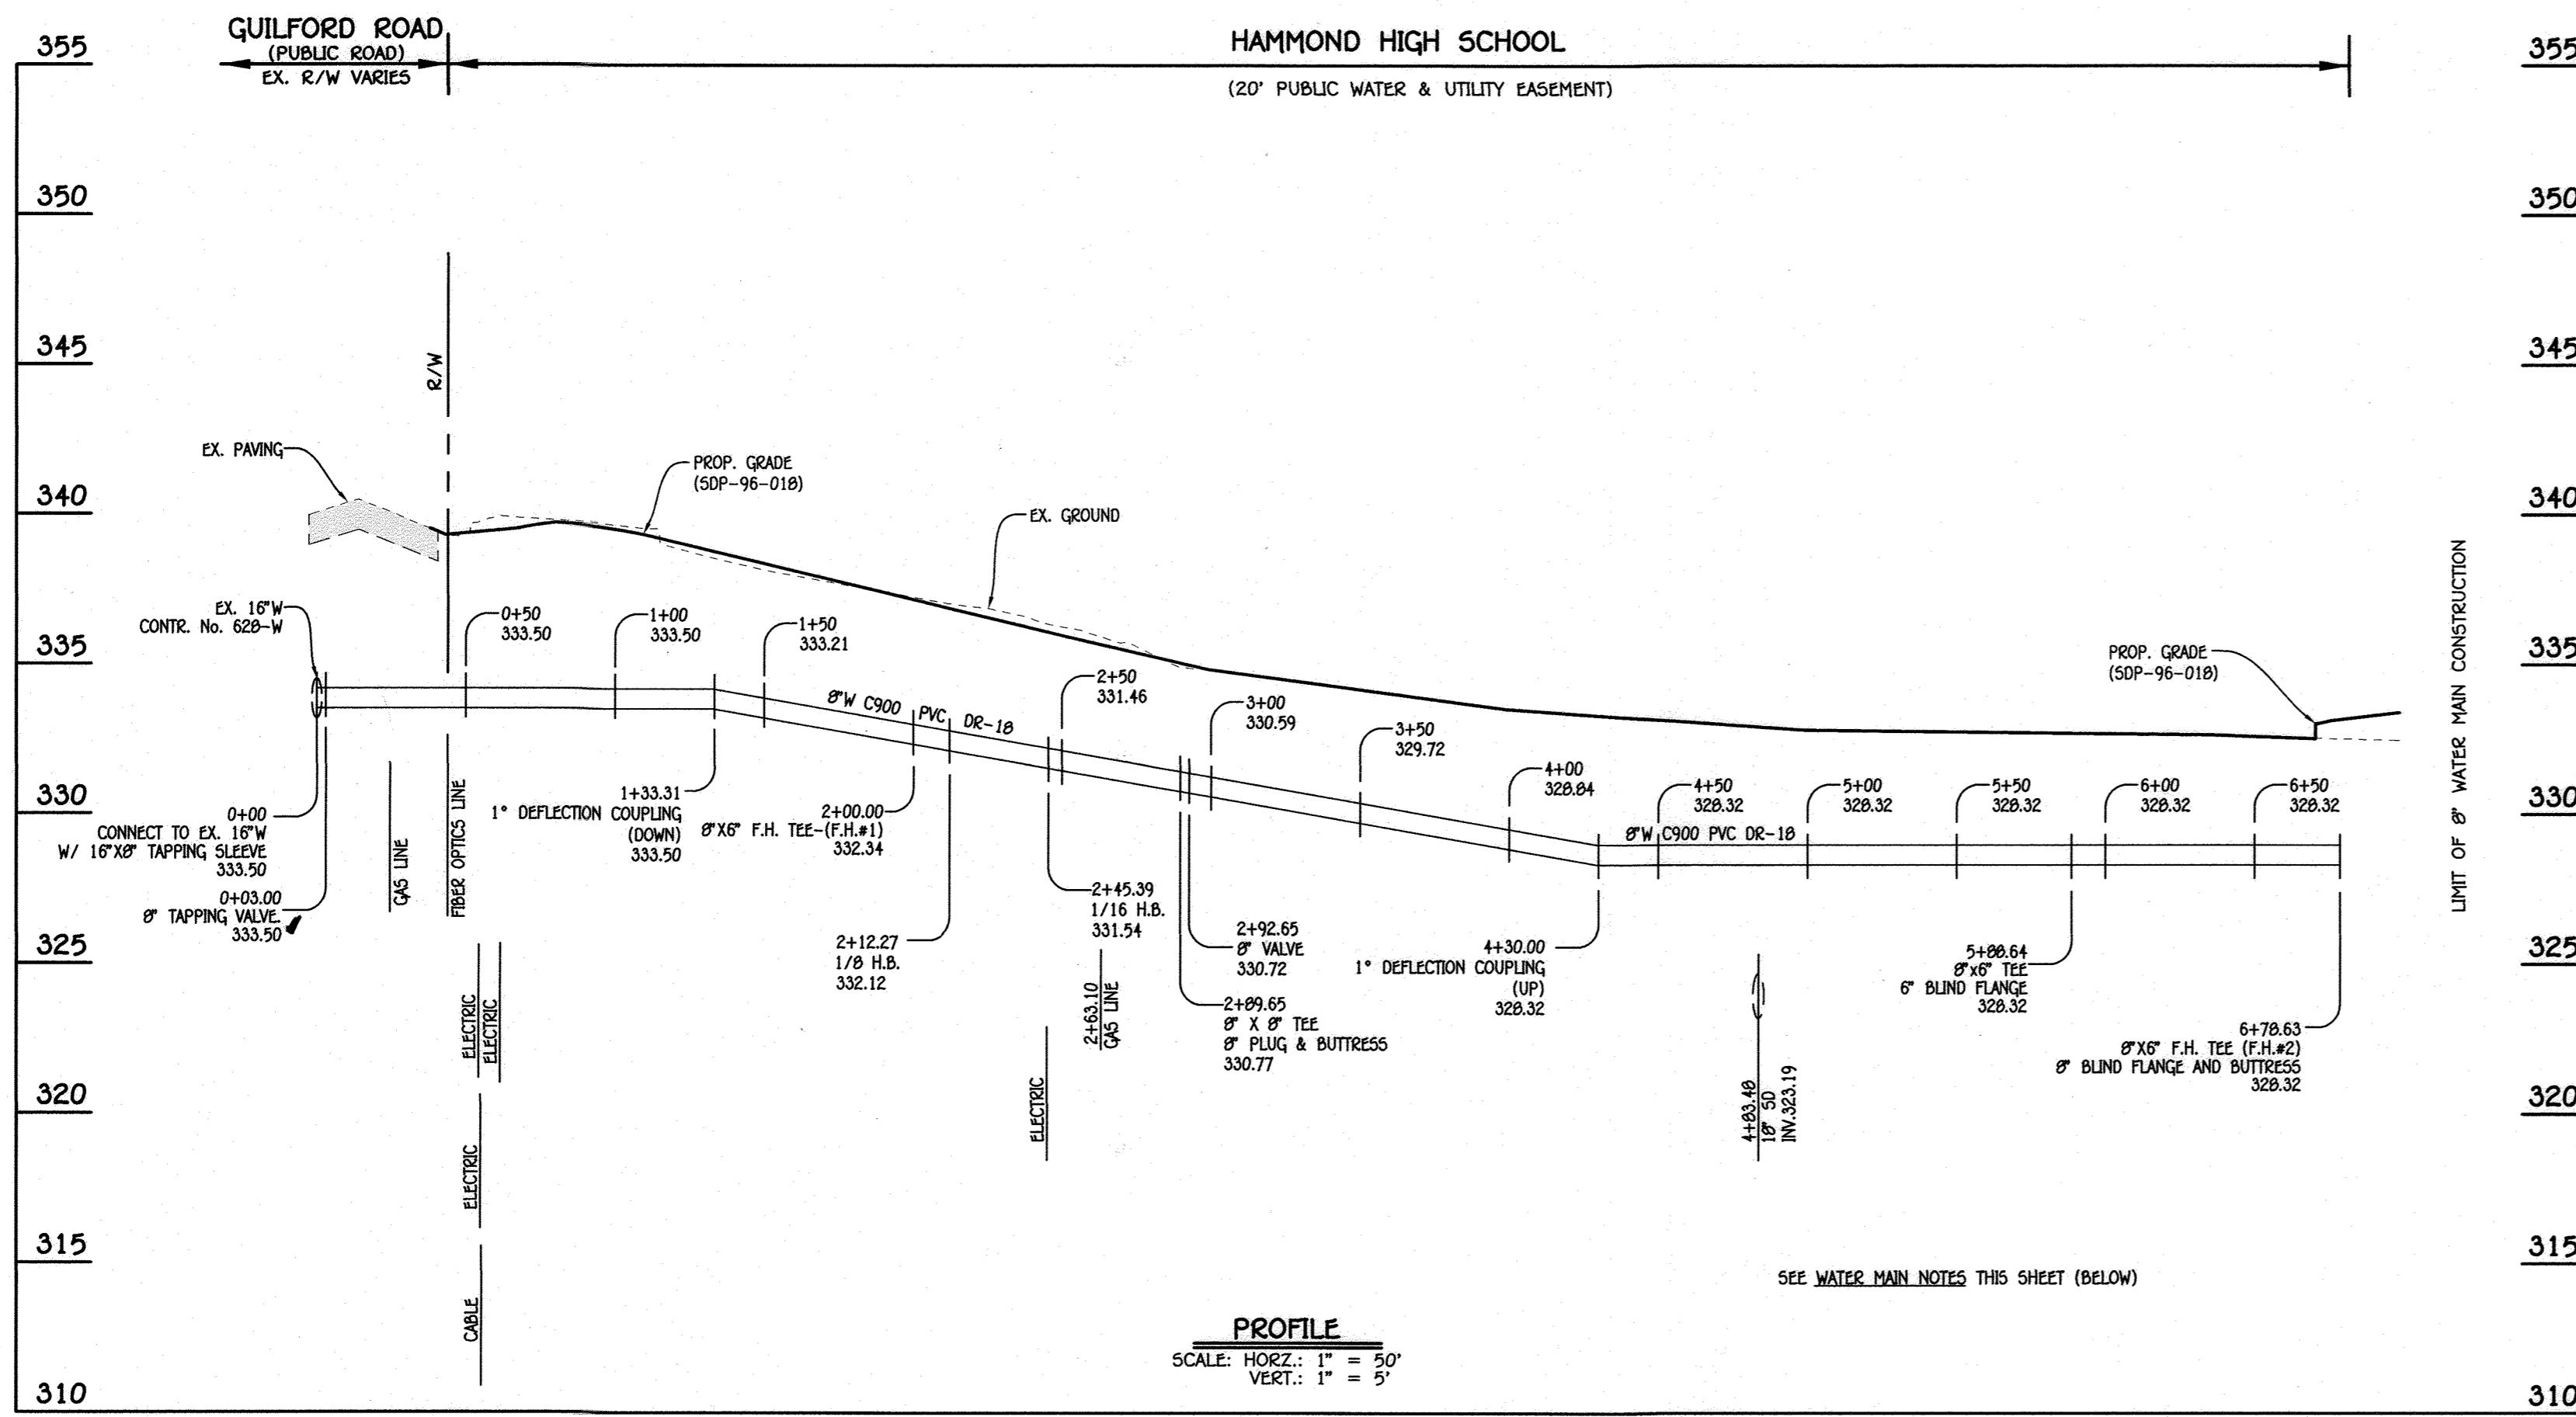 GUILFORD ROAD
(PUBLIC ROAD)
EX. R/W VARIES
HAMMOND HIGH SCHOOL
(20' PUBLIC WATER & UTILITY EASEMENT)
355
355
350
350
345
345
340
340
335
335
330
330
325
325
320
320
315
315
310
310
R/W
EX. PAVING
PROP. GRADE
(SDP-96-018)
EX. GROUND
EX. 16"W
CONTR. No. 628-W
0+50
333.50
1+00
333.50
1+50
333.21
8"W C900 PVC DR-18
2+50
331.46
3+00
330.59
3+50
329.72
4+00
328.84
4+50
328.32
5+00
328.32
5+50
328.32
6+00
328.32
6+50
328.32
8"W C900 PVC DR-18
PROP. GRADE
(SDP-96-018)
LIMIT OF 8" WATER MAIN CONSTRUCTION
0+00
CONNECT TO EX. 16"W
W/ 16"X8" TAPPING SLEEVE
333.50
0+03.00
8" TAPPING VALVE.
333.50
GAS LINE
FIBER OPTICS LINE
1+33.31
1° DEFLECTION COUPLING
(DOWN)
333.50
2+00.00
8"X6" F.H. TEE-(F.H.#1)
332.34
2+12.27
1/8 H.B.
332.12
2+45.39
1/16 H.B.
331.54
2+92.65
8" VALVE
330.72
2+89.65
8" X 8" TEE
8" PLUG & BUTTRESS
330.77
4+30.00
1° DEFLECTION COUPLING
(UP)
328.32
5+88.64
8"x6" TEE
6" BLIND FLANGE
328.32
6+78.63
8"X6" F.H. TEE (F.H.#2)
8" BLIND FLANGE AND BUTTRESS
328.32
ELECTRIC
ELECTRIC
ELECTRIC
CABLE
ELECTRIC
2+63.10
GAS LINE
4+83.48
18" SD
INV.323.19
SEE WATER MAIN NOTES THIS SHEET (BELOW)
PROFILE
SCALE: HORZ.: 1" = 50'
VERT.: 1" = 5'